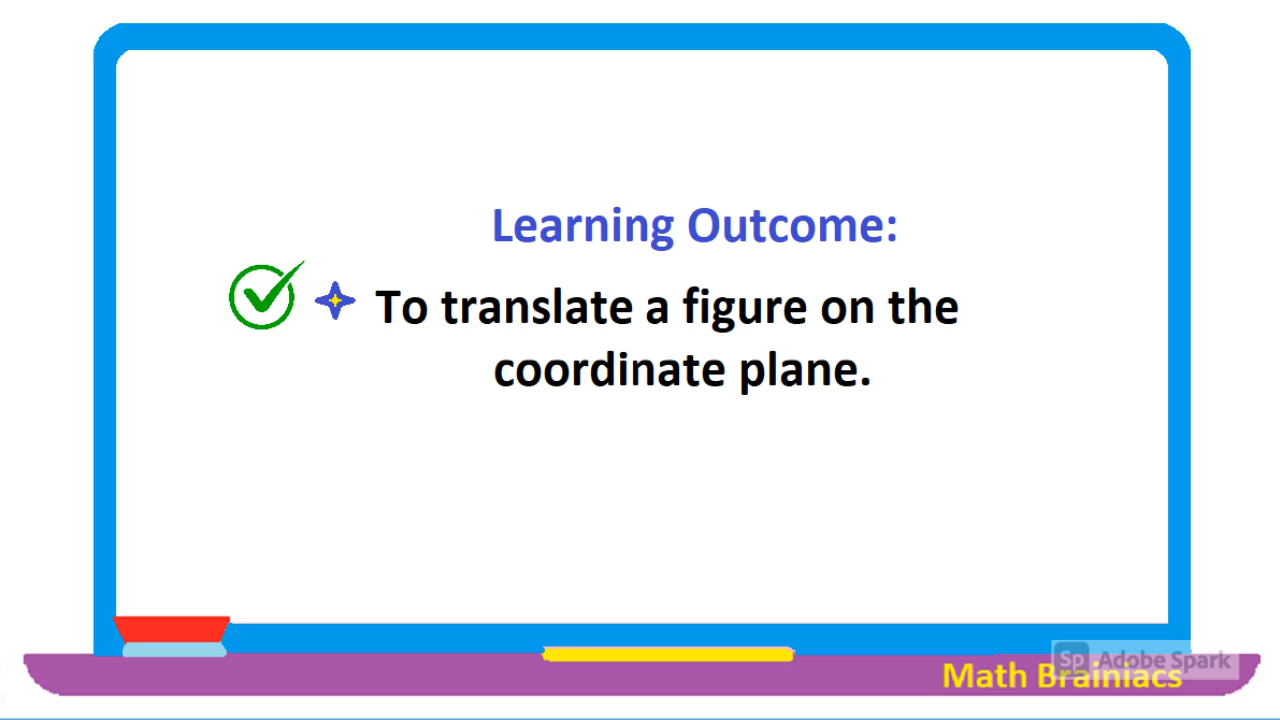 Learning Outcome:
To translate a figure on the
coordinate plane.
Sp Adobe Spark
Math Brainiacs